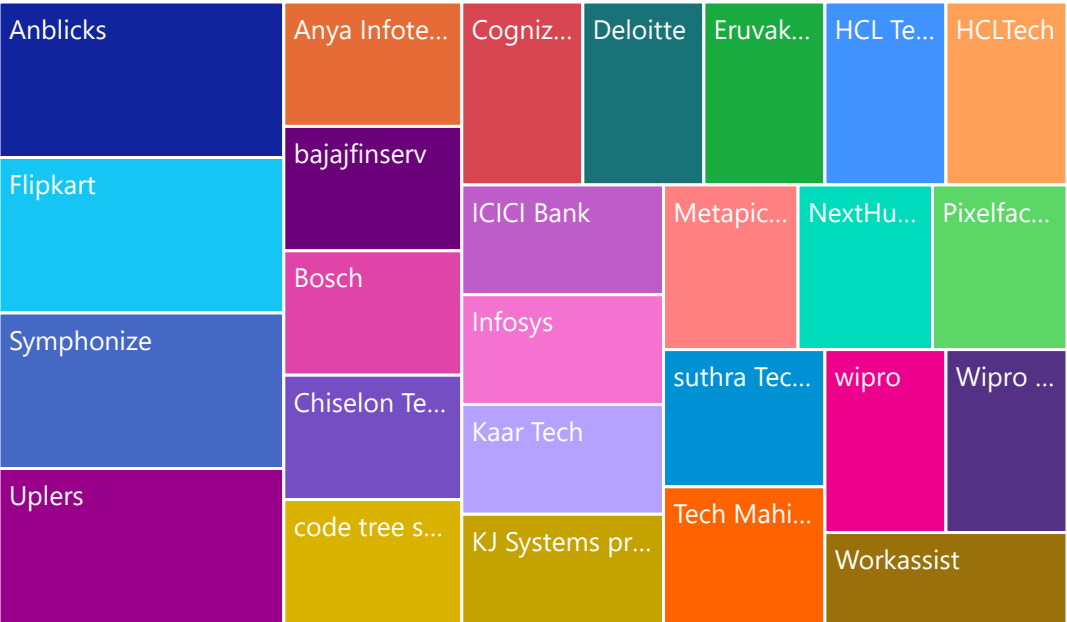 Anblicks
Flipkart
Symphonize
Uplers
Anya Infote...
bajajfinserv
Bosch
Chiselon Te...
code tree s...
Cogniz...
Deloitte
Eruvak...
HCL Te...
HCLTech
ICICI Bank
Infosys
Kaar Tech
KJ Systems pr...
Metapic...
NextHu...
Pixelfac...
suthra Tec...
Tech Mahi...
wipro
Wipro ...
Workassist